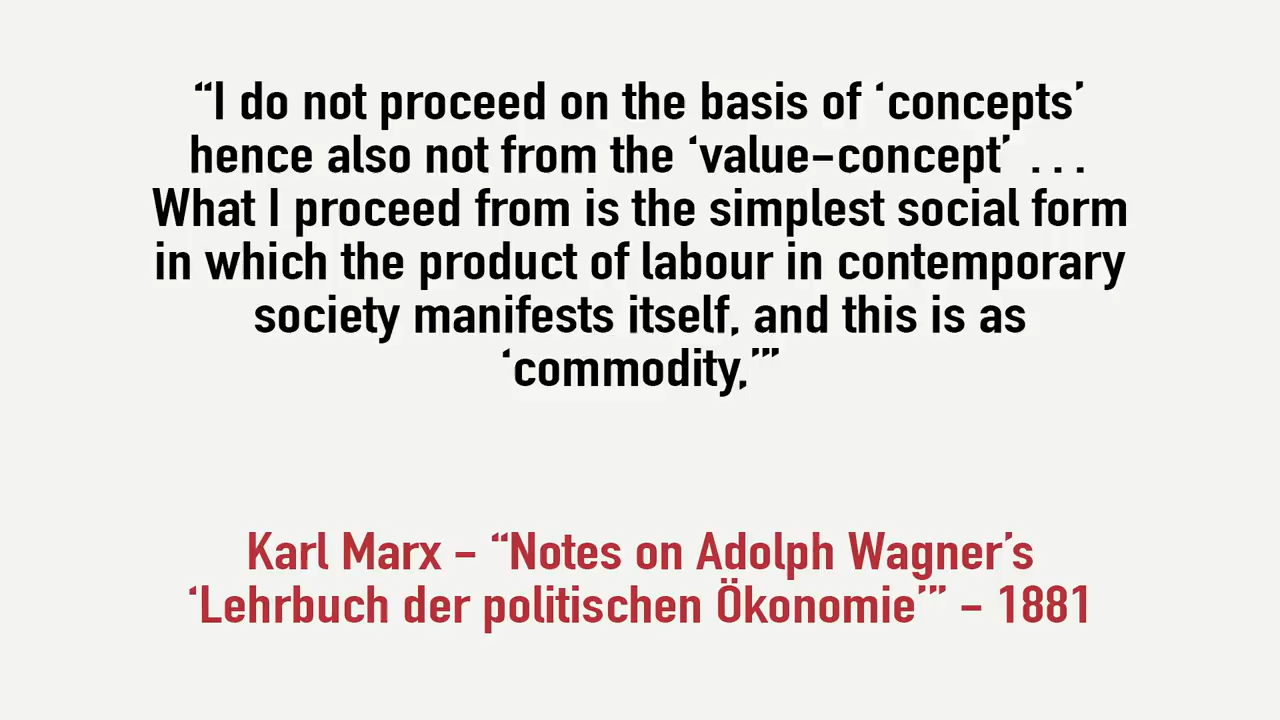 “I do not proceed on the basis of ‘concepts’
hence also not from the ‘value–concept’ . . .
What I proceed from is the simplest social form
in which the product of labour in contemporary
society manifests itself, and this is as
‘commodity,’”
Karl Marx – “Notes on Adolph Wagner’s
‘Lehrbuch der politischen Ökonomie’” – 1881